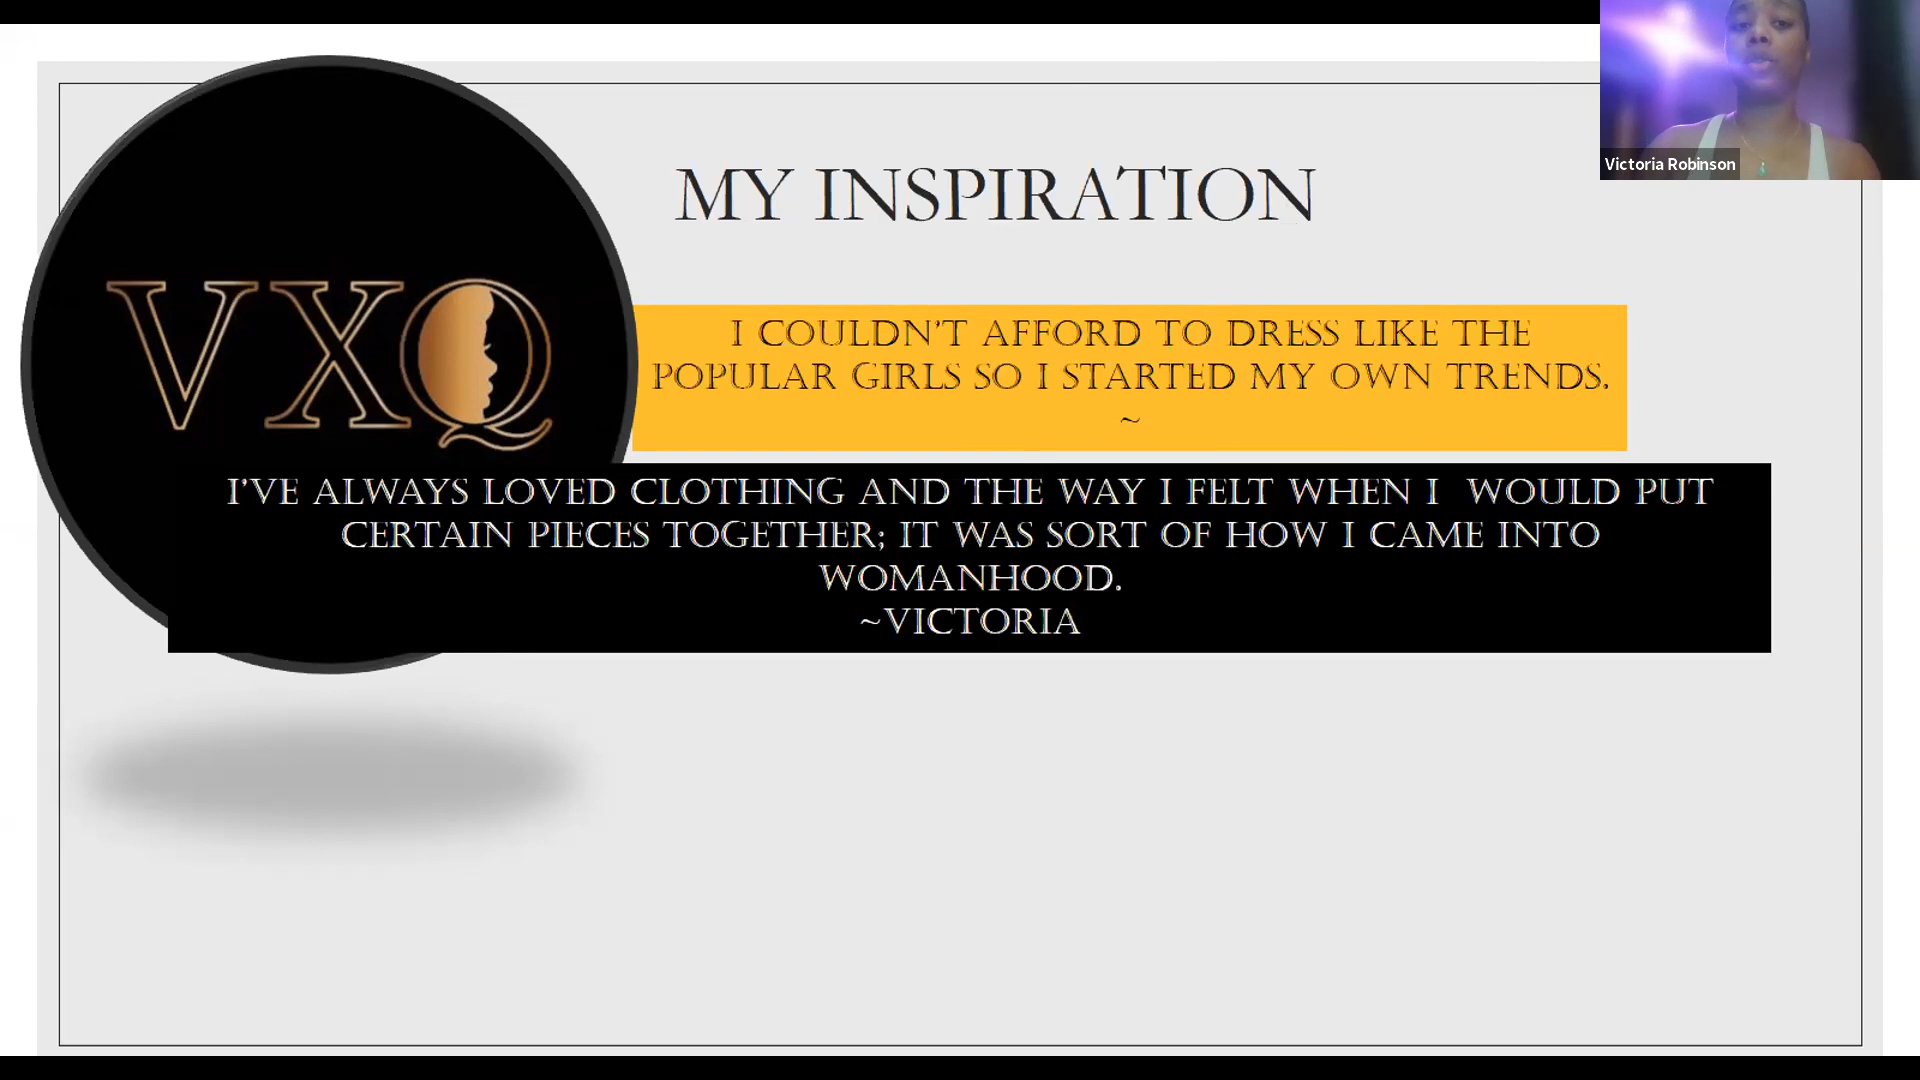 Victoria Robinson
MY INSPIRATION
VXQ
I COULDN'T AFFORD TO DRESS LIKE THE
POPULAR GIRLS SO I STARTED MY OWN TRENDS.
~
I'VE ALWAYS LOVED CLOTHING AND THE WAY I FELT WHEN I  WOULD PUT
CERTAIN PIECES TOGETHER; IT WAS SORT OF HOW I CAME INTO
WOMANHOOD.
~VICTORIA